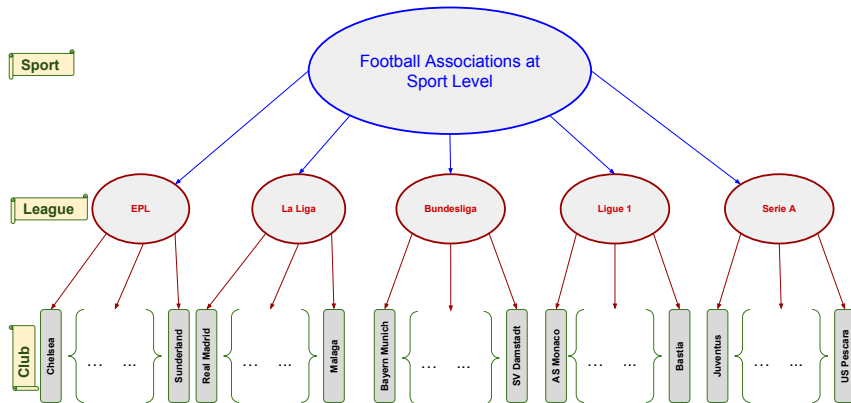 Sport
Football Associations at
Sport Level
League
EPL
La Liga
Bundesliga
Ligue 1
Serie A
Club
Chelsea
... ...
Sunderland
Real Madrid
... ...
Malaga
Bayern Munich
... ...
SV Damstadt
AS Monaco
... ...
Bastia
Juventus
... ...
US Pescara